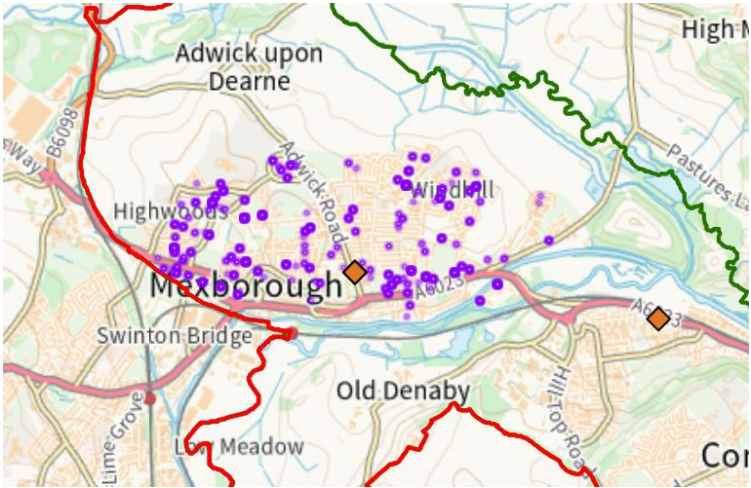 Adwick upon
Dearne
High M
B6098
sWay
Adwick Road
Pastures La
Windhill
Highwoods
Mexborough
A6023
A6023
Swinton Bridge
Old Denaby
Hill Top Road
Lime Grove
Low Meadow
Con